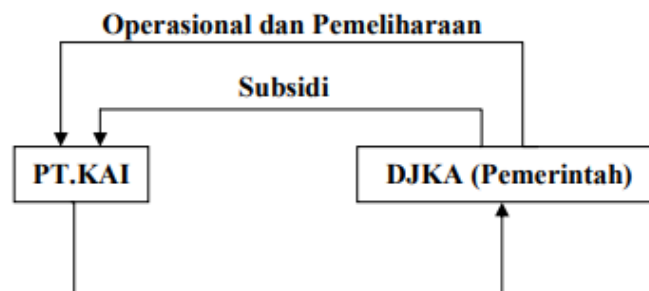 Operasional dan Pemeliharaan
Subsidi
PT.KAI
DJKA (Pemerintah)